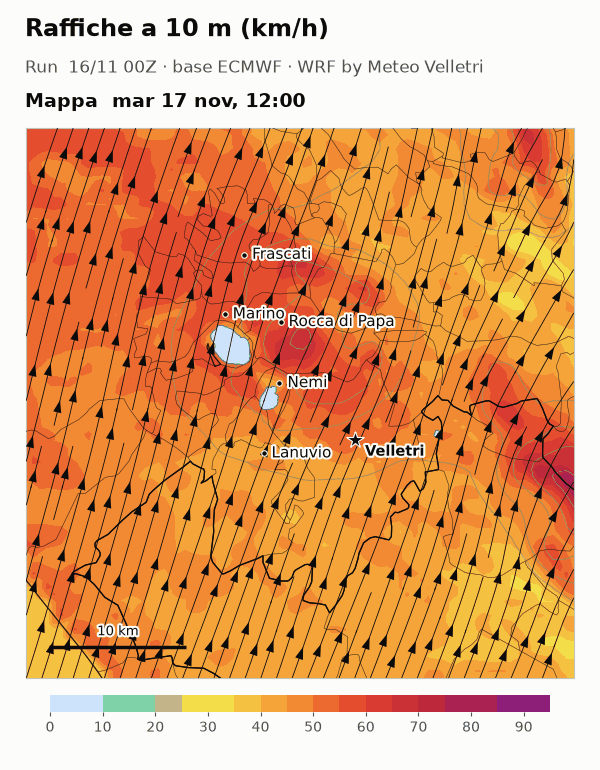 Raffiche a 10 m (km/h)
Run  16/11 00Z · base ECMWF · WRF by Meteo Velletri
Mappa  mar 17 nov, 12:00
Frascati
Marino
Rocca di Papa
Nemi
Velletri
Lanuvio
10 km
0 10 20 30 40 50 60 70 80 90